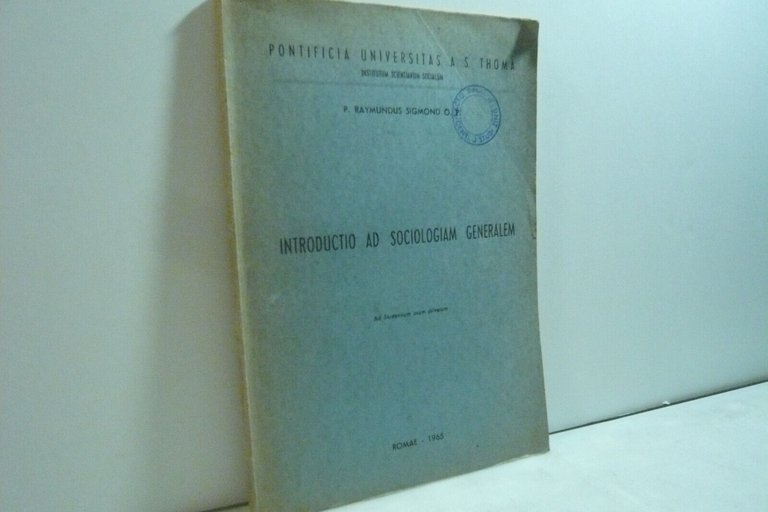 PONTIFICIA UNIVERSITAS A S. THOMA
INSTITUTUM SCIENTIARUM SOCIALIUM
P. RAYMUNDUS SIGMOND O. P.
INTRODUCTIO AD SOCIOLOGIAM GENERALEM
Ad Studentium usum privatum
ROMAE - 1965